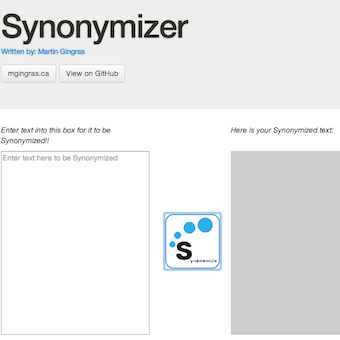 Synonymizer
Written by: Martin Gingras
mgingras.ca
View on GitHub
Enter text into this box for it to be
Synonymized!!
Here is your Synonymized text:
Enter text here to be Synonymized
S
ynonomize